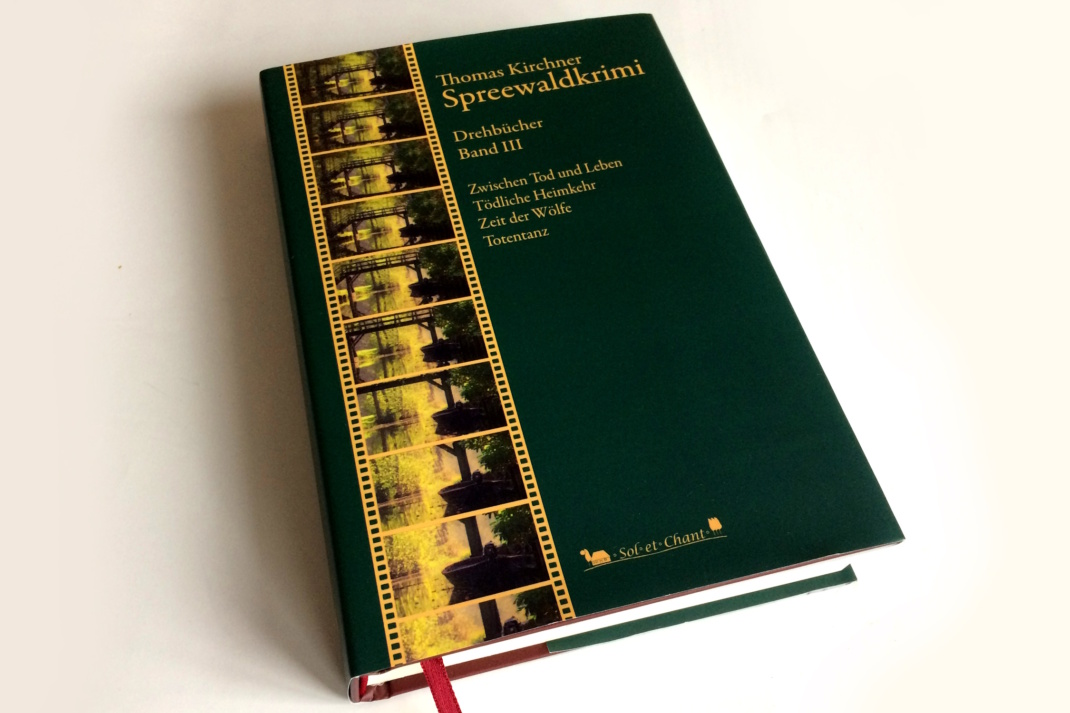 Thomas Kirchner
Spreewaldkrimi
Drehbücher
Band III
Zwischen Tod und Leben
Tödliche Heimkehr
Zeit der Wölfe
Totentanz
Sol·et·Chant